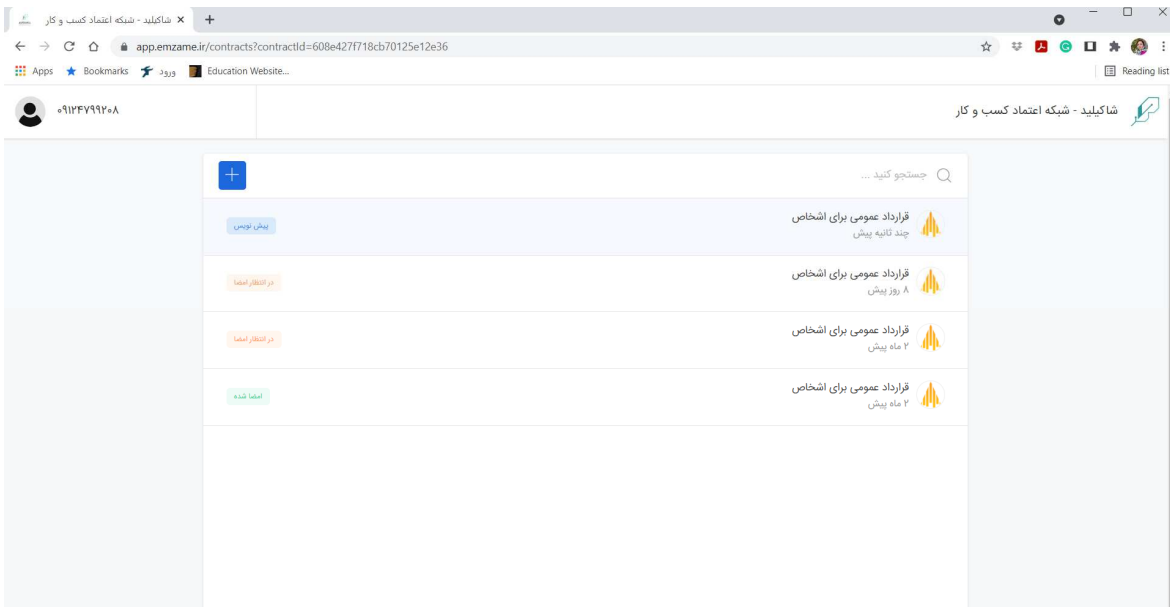 شاکیلید - شبکه اعتماد کسب و کار
app.emzame.ir/contracts?contractId=608e427f718cb70125e12e36
Apps Bookmarks ورود Education Website... Reading list
شاکیلید - شبکه اعتماد کسب و کار
۰۹۱۲۴۷۹۹۲۰۸
جستجو کنید ...
قرارداد عمومی برای اشخاص
چند ثانیه پیش
پیش نویس
قرارداد عمومی برای اشخاص
۸ روز پیش
در انتظار امضا
قرارداد عمومی برای اشخاص
۲ ماه پیش
در انتظار امضا
قرارداد عمومی برای اشخاص
۲ ماه پیش
امضا شده